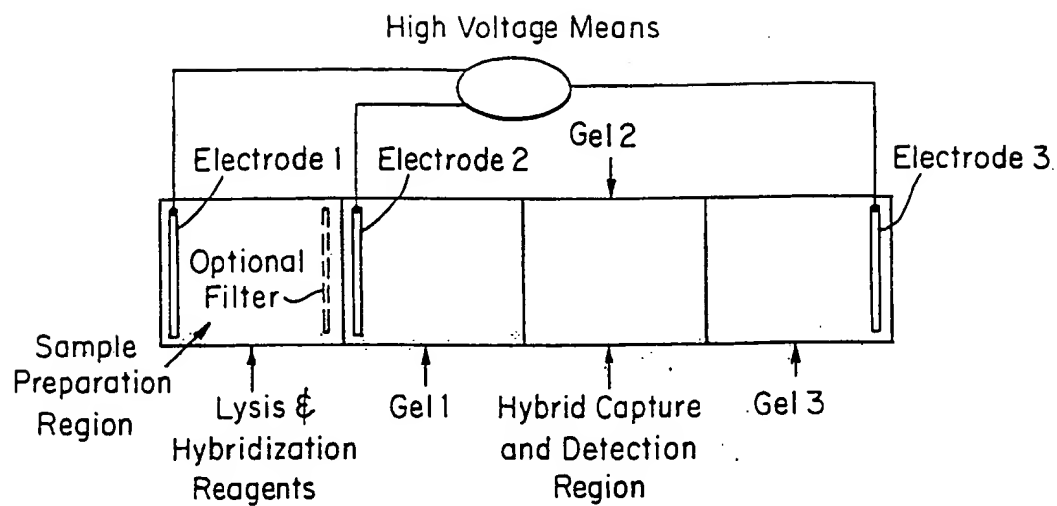 High Voltage Means
Gel 2
Electrode 1
Electrode 2
Electrode 3
Optional
Filter
Sample
Preparation
Region
Lysis &
Hybridization
Reagents
Gel 1
Hybrid Capture
and Detection
Region
Gel 3